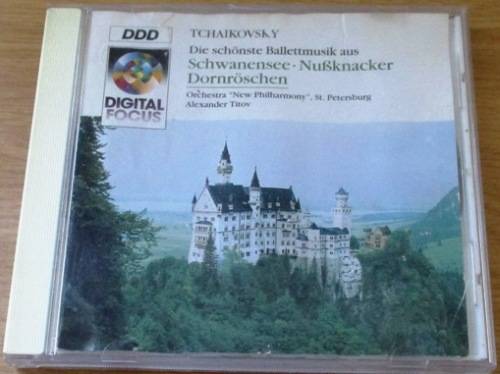 DDD
DIGITAL
FOCUS
TCHAIKOVSKY
Die schönste Ballettmusik aus
Schwanensee · Nußknacker
Dornröschen
Orchestra "New Philharmony", St. Petersburg
Alexander Titov